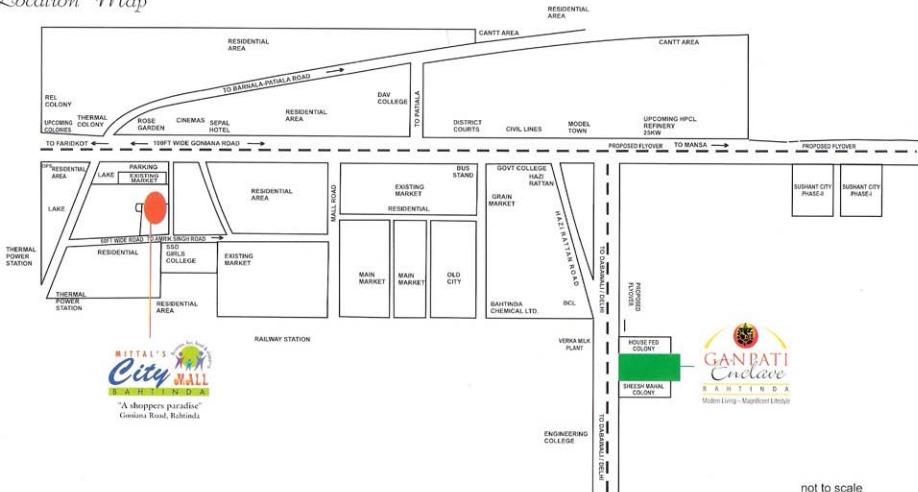 Location Map
RESIDENTIAL
AREA
CANTT AREA
CANTT AREA
RESIDENTIAL
AREA
TO BARNALA-PATIALA ROAD
REL
COLONY
UPCOMING
COLONIES
THERMAL
COLONY
ROSE
GARDEN
CINEMAS
SEPAL
HOTEL
RESIDENTIAL
AREA
DAV
COLLEGE
TO PATIALA
DISTRICT
COURTS
CIVIL LINES
MODEL
TOWN
UPCOMING HPCL
REFINERY
25KW
TO FARIDKOT
100FT WIDE GONIANA ROAD
PROPOSED FLYOVER
TO MANSA
PROPOSED FLYOVER
RESIDENTIAL
AREA
LAKE
PARKING
EXISTING
MARKET
LAKE
RESIDENTIAL
AREA
MALL ROAD
EXISTING
MARKET
RESIDENTIAL
BUS
STAND
GOVT COLLEGE
HAZI
RATTAN
GRAIN
MARKET
HAZI RATTAN ROAD
SUSHANT CITY
PHASE-II
SUSHANT CITY
PHASE-I
60FT WIDE ROAD TO AMRIK SINGH ROAD
THERMAL
POWER
STATION
RESIDENTIAL
SSD
GIRLS
COLLEGE
EXISTING
MARKET
MAIN
MARKET
MAIN
MARKET
OLD
CITY
TO DABAWALI / DELHI
PROPOSED
FLYOVER
THERMAL
POWER
STATION
RESIDENTIAL
AREA
BAHTINDA
CHEMICAL LTD.
BCL
RAILWAY STATION
VERKA MILK
PLANT
HOUSE FED
COLONY
SHEESH MAHAL
COLONY
MITTAL'S
City MALL
BAHTINDA
"A shoppers paradise"
Goniana Road, Bahtinda
GANPATI
Enclave
BAHTINDA
Modern Living – Magnificent Lifestyle
ENGINEERING
COLLEGE
TO DABAWALI / DELHI
not to scale